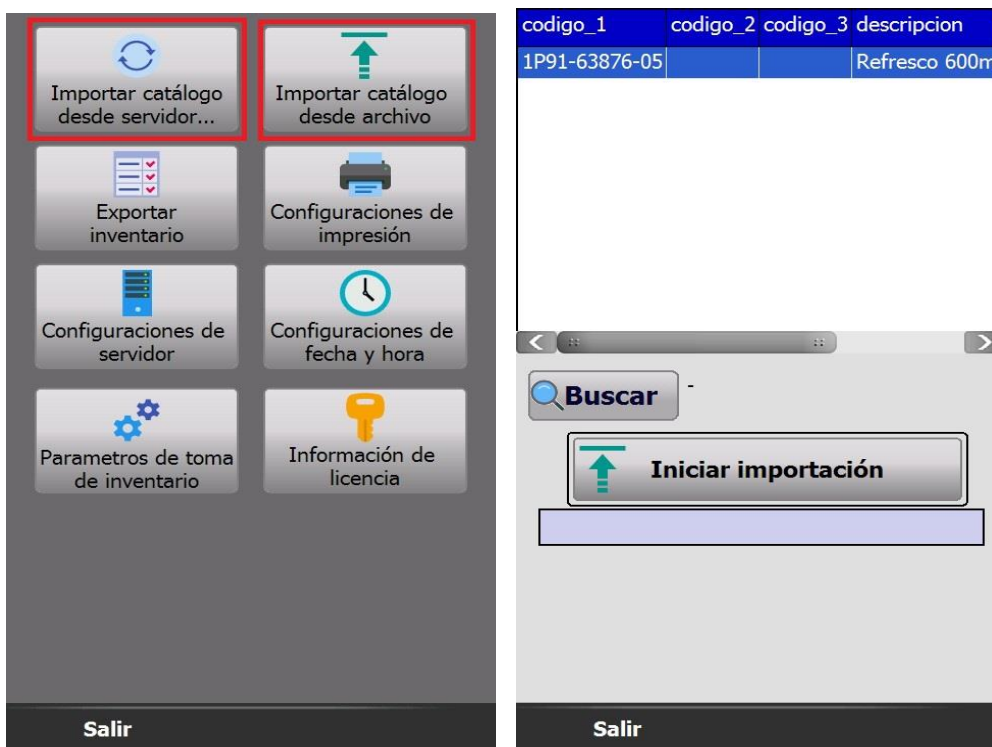 Importar catálogo
desde servidor...
Importar catálogo
desde archivo
Exportar
inventario
Configuraciones de
impresión
Configuraciones de
servidor
Configuraciones de
fecha y hora
Parametros de toma
de inventario
Información de
licencia
Salir
codigo_1 codigo_2 codigo_3 descripcion
1P91-63876-05 Refresco 600m
Buscar -
Iniciar importación
Salir